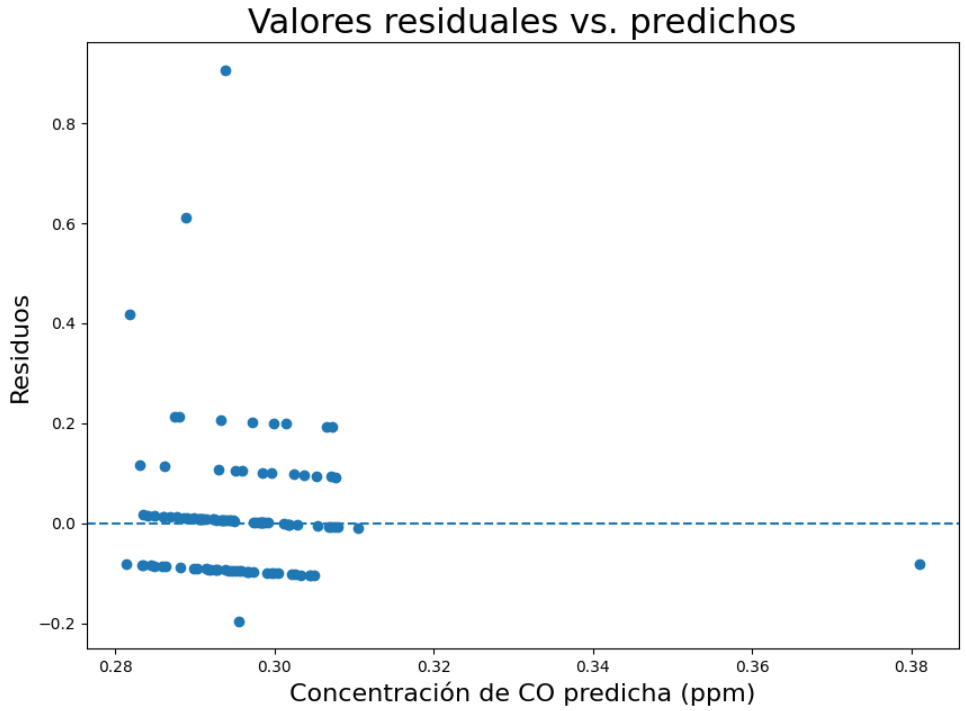 Valores residuales vs. predichos
Residuos
0.8
0.6
0.4
0.2
0.0
−0.2
0.28 0.30 0.32 0.34 0.36 0.38
Concentración de CO predicha (ppm)